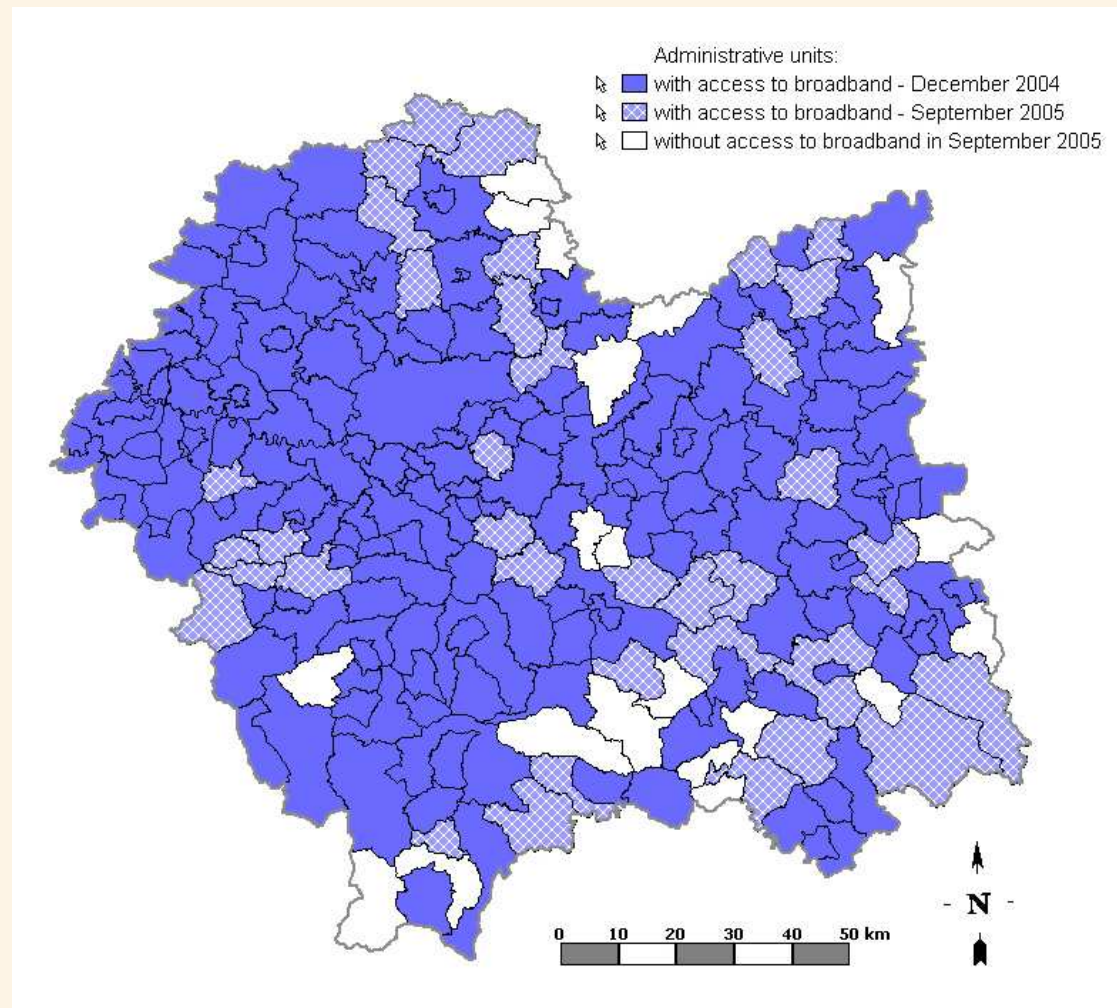 Administrative units:
with access to broadband - December 2004
with access to broadband - September 2005
without access to broadband in September 2005
- N -
0 10 20 30 40 50 km